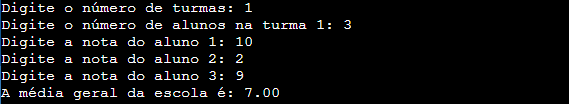 Digite o número de turmas: 1
Digite o número de alunos na turma 1: 3
Digite a nota do aluno 1: 10
Digite a nota do aluno 2: 2
Digite a nota do aluno 3: 9
A média geral da escola é: 7.00